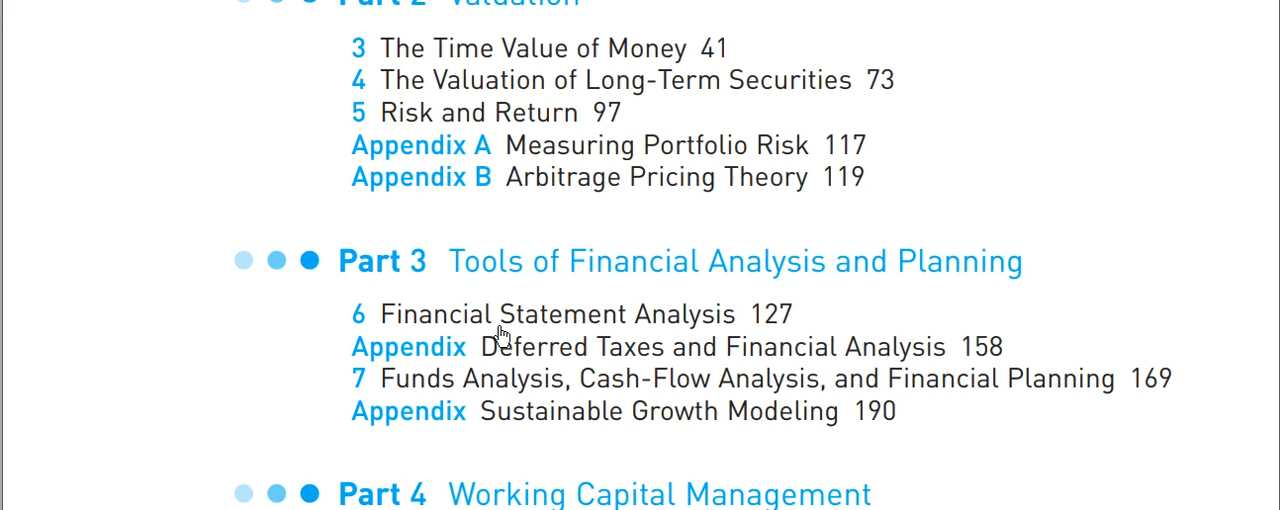 Part 2 Valuation
3 The Time Value of Money 41
4 The Valuation of Long-Term Securities 73
5 Risk and Return 97
Appendix A Measuring Portfolio Risk 117
Appendix B Arbitrage Pricing Theory 119
Part 3 Tools of Financial Analysis and Planning
6 Financial Statement Analysis 127
Appendix Deferred Taxes and Financial Analysis 158
7 Funds Analysis, Cash-Flow Analysis, and Financial Planning 169
Appendix Sustainable Growth Modeling 190
Part 4 Working Capital Management